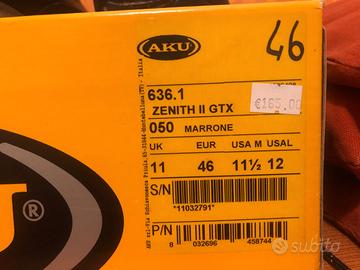 AKU
46
636.1
ZENITH II GTX
€165,00
050 MARRONE
UK EUR USA M USAL
11 46 11½ 12
S/N
*11032791*
P/N
8 032696 458744
U®
subito